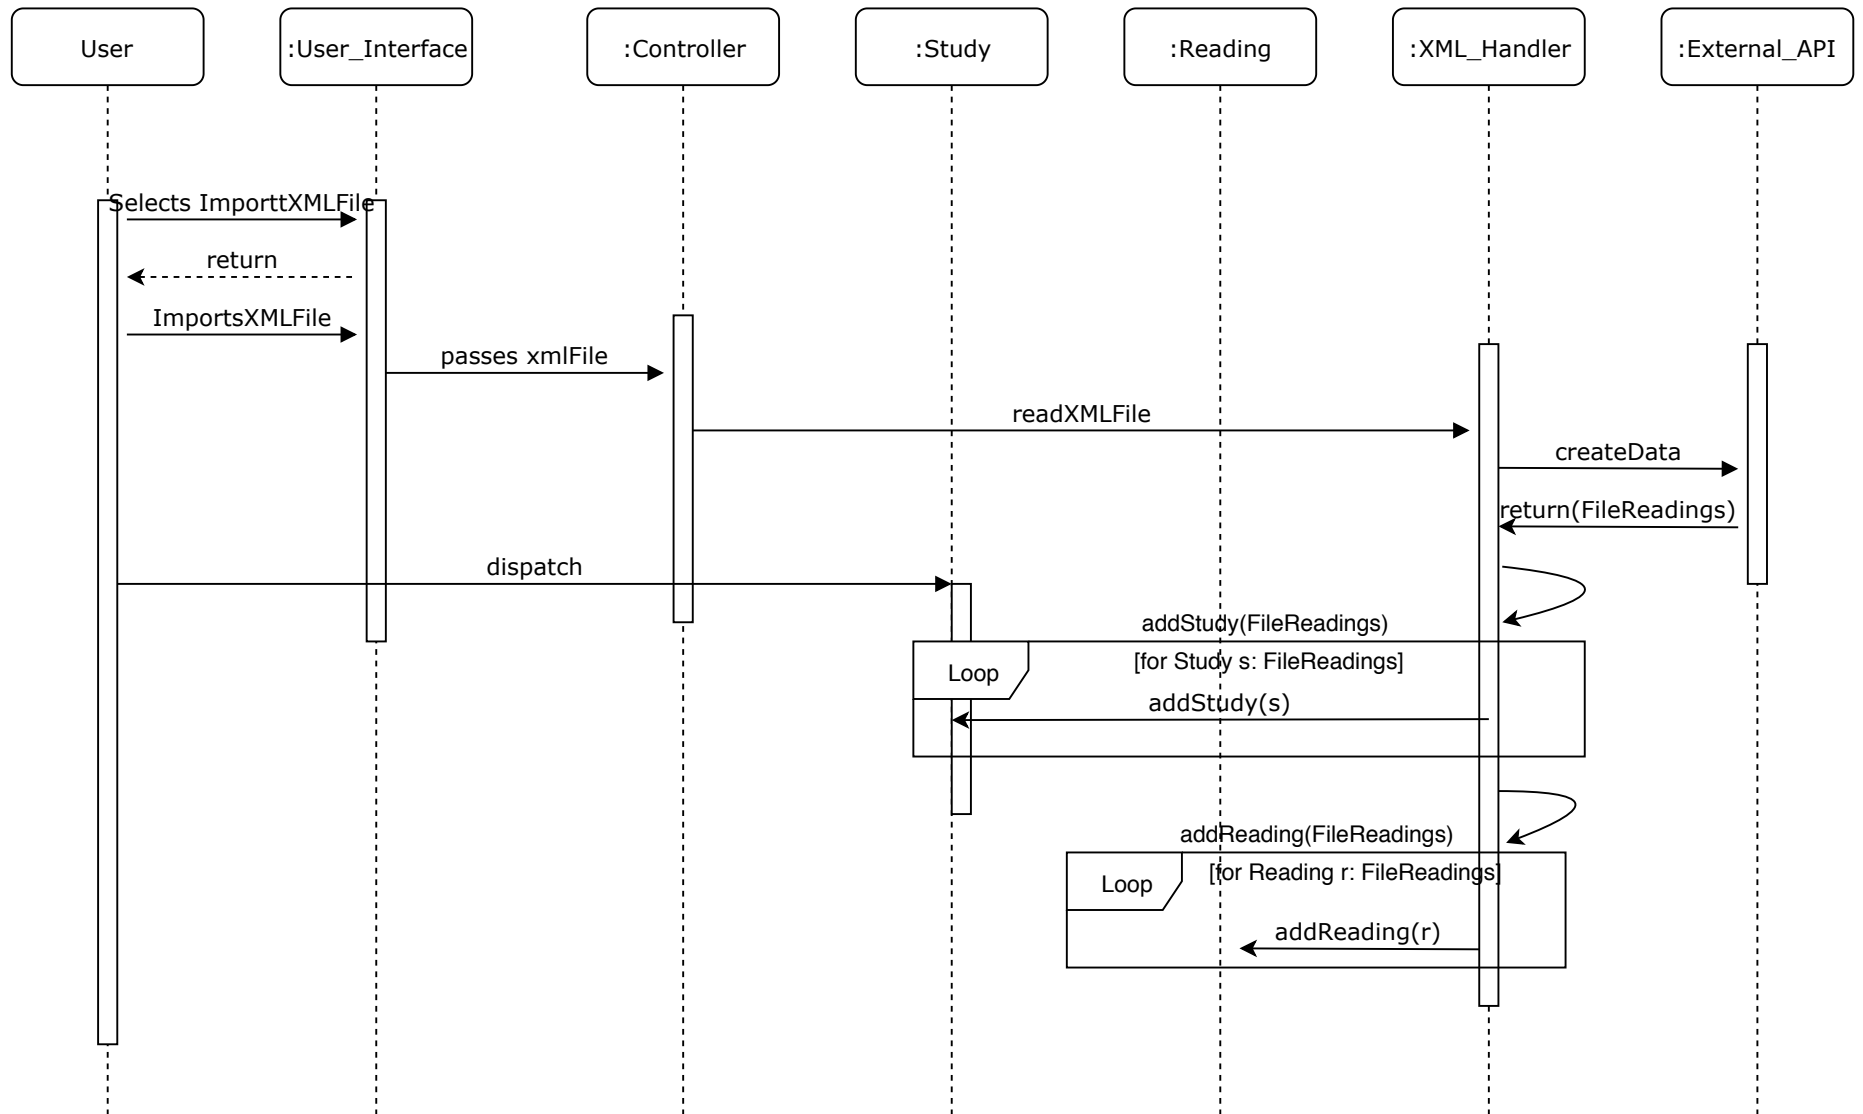 User
:User_Interface
:Controller
:Study
:Reading
:XML_Handler
:External_API
Selects ImporttXMLFile
return
ImportsXMLFile
passes xmlFile
readXMLFile
createData
return(FileReadings)
dispatch
addStudy(FileReadings)
Loop
[for Study s: FileReadings]
addStudy(s)
addReading(FileReadings)
Loop
[for Reading r: FileReadings]
addReading(r)